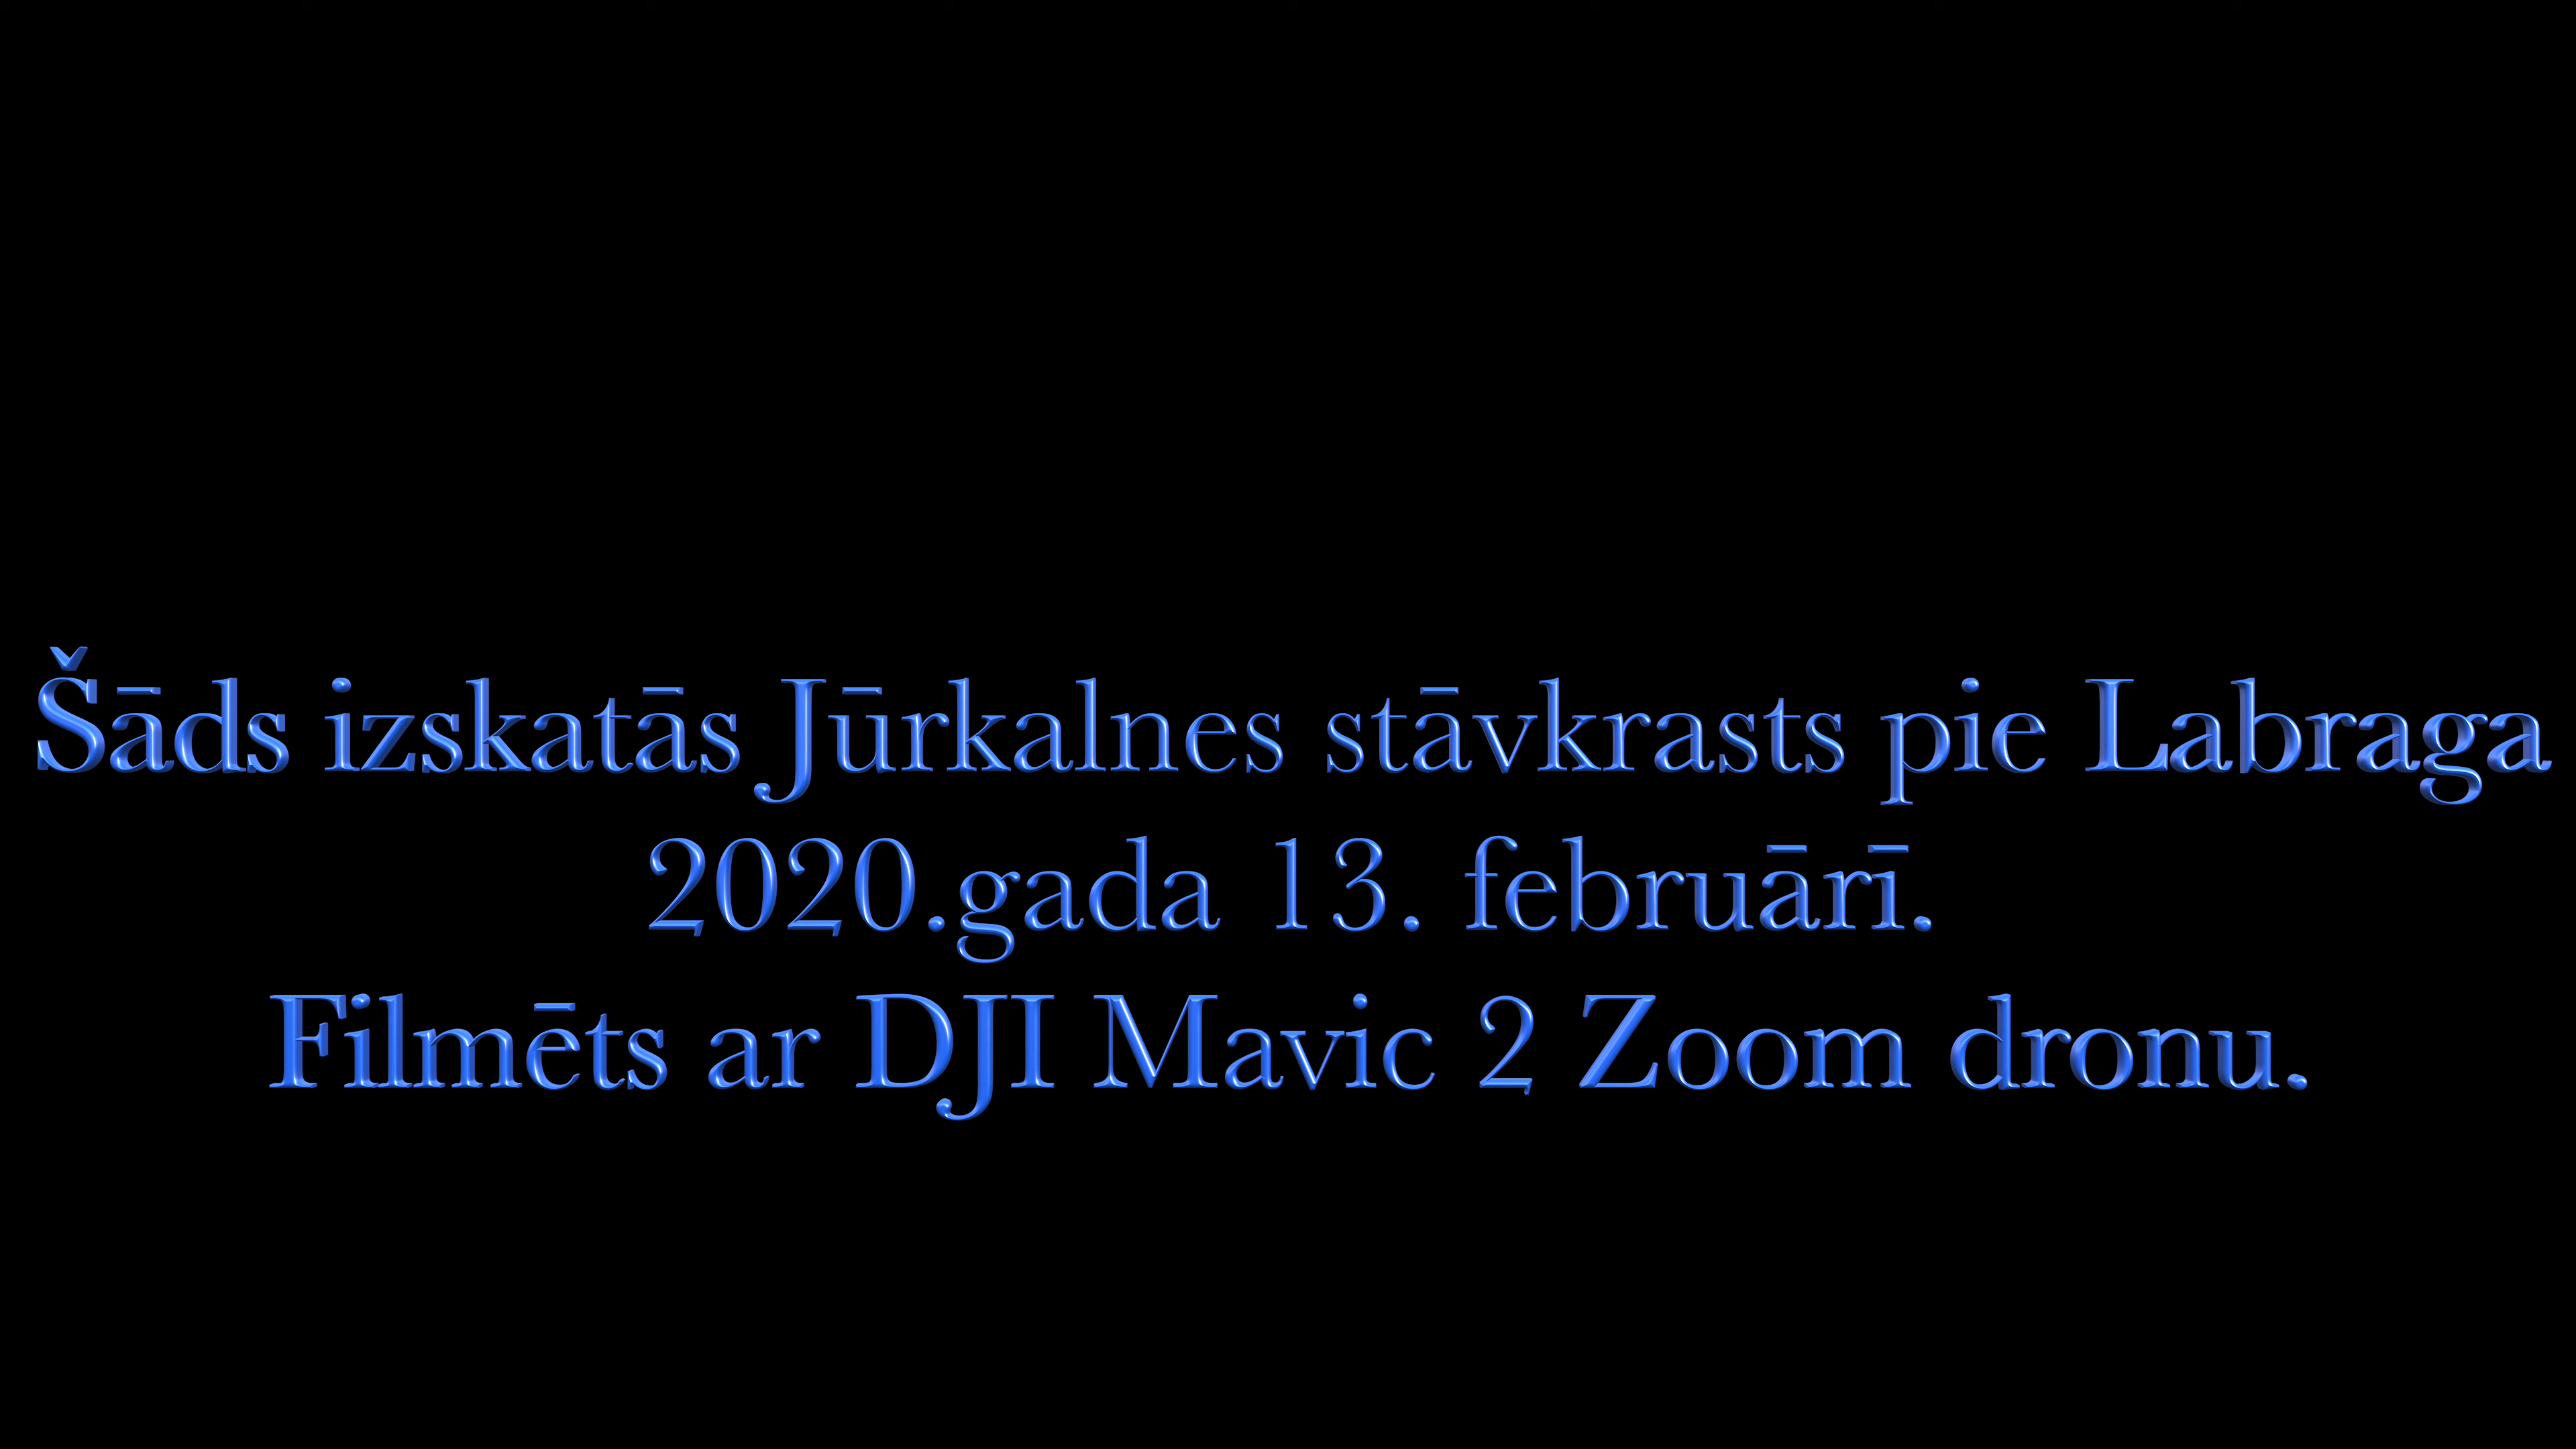 Šāds izskatās Jūrkalnes stāvkrasts pie Labraga
2020.gada 13. februārī.
Filmēts ar DJI Mavic 2 Zoom dronu.